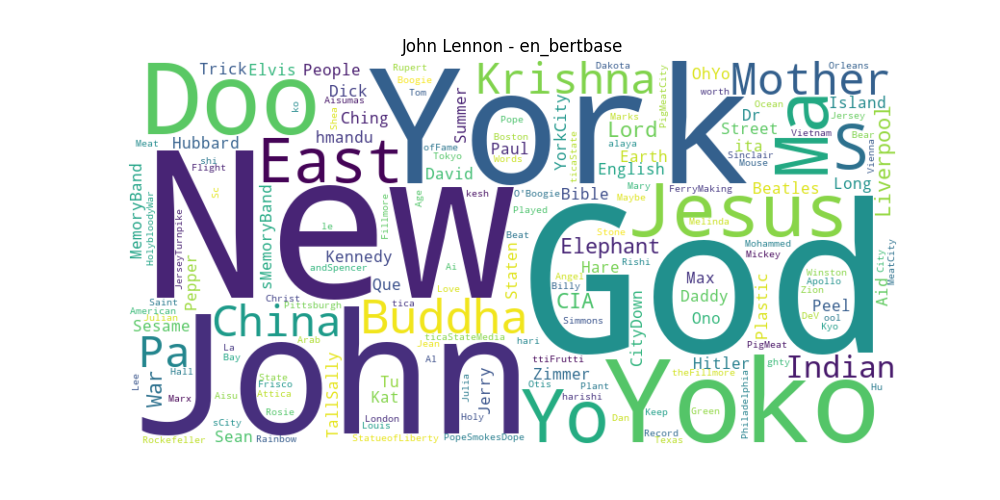 John Lennon - en_bertbase
Doo
Trick
Elvis
People
Rupert
Boogie
Tom
Dick
Aisumas
Ching
Shea
ko
York
Krishna
Dakota
Marks
PigMeatCity
OhYo
worth
Mother
Orleans
Ocean
Island
Jersey
Ma
S
Dr
Street
Vietnam
Bear
Vienna
Liverpool
Sinclair
Mouse
ita
Long
Beatles
Meat
Hubbard
hmandu
Summer
ofFame
Tokyo
Pope
Boston
Paul
Words
YorkCity
ticaState
Lord
alaya
Earth
English
East
David
shi
Flight
Sc
MemoryBand
HolybloodyWar
JerseyTurnpike
sMemoryBand
New
God
le
Fillmore
Age
kesh
O'Boogie
Played
Beat
Bible
Mary
Maybe
FerryMaking
Jesus
Melinda
Stone
Elephant
Mohammed
Mickey
Kennedy
andSpencer
Ai
Love
Que
tica
Staten
Hare
Rishi
Angel
Billy
CIA
Simmons
Max
Daddy
Ono
Plastic
Winston
Apollo
Zion
Peel
DeV
ool
Kyo
Aid
City
MeatCity
Saint
American
Julian
Pepper
Sesame
Christ
Pittsburgh
China
Buddha
Arab
La
Bay
ticaStateMedia
Jean
hari
CityDown
PigMeat
Pa
John
Al
ttiFrutti
Zimmer
Otis
Plant
harishi
Hitler
theFillmore
ghty
Indian
Hu
Lee
War
Marx
Hall
Frisco
Aisu
State
Attica
Rosie
TallSally
Tu
Kat
London
Louis
Julia
Holy
Jerry
Yo
Yoko
Dan
Keep
Record
Green
Texas
Philadelphia
sCity
Sean
Rockefeller
Rainbow
StatueofLiberty
PopeSmokesDope